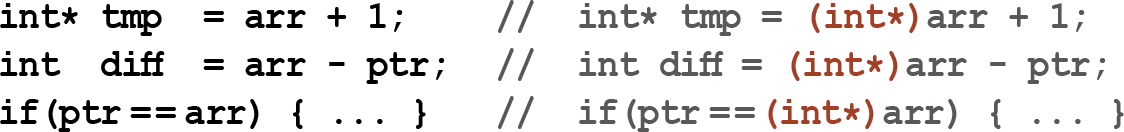 int* tmp  = arr + 1;    //  int* tmp = (int*)arr + 1;
int  diff  = arr - ptr;  //  int diff = (int*)arr - ptr;
if(ptr==arr) { ... }    //  if(ptr==(int*)arr) { ... }